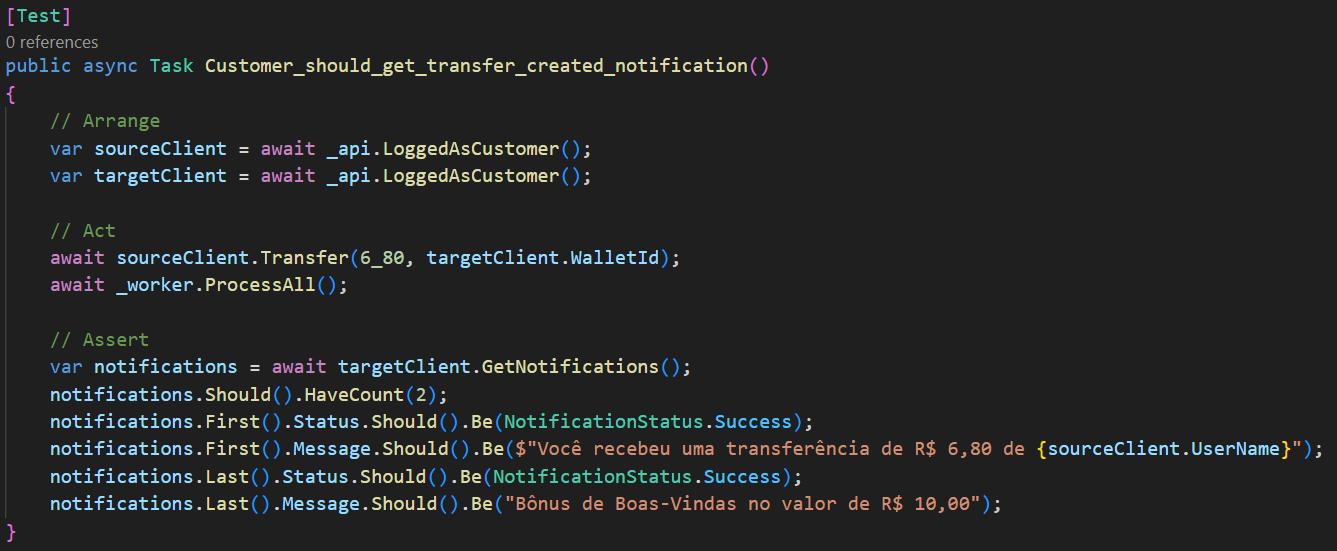 [Test]
0 references
public async Task Customer_should_get_transfer_created_notification()
{
    // Arrange
    var sourceClient = await _api.LoggedAsCustomer();
    var targetClient = await _api.LoggedAsCustomer();

    // Act
    await sourceClient.Transfer(6_80, targetClient.WalletId);
    await _worker.ProcessAll();

    // Assert
    var notifications = await targetClient.GetNotifications();
    notifications.Should().HaveCount(2);
    notifications.First().Status.Should().Be(NotificationStatus.Success);
    notifications.First().Message.Should().Be($"Você recebeu uma transferência de R$ 6,80 de {sourceClient.UserName}");
    notifications.Last().Status.Should().Be(NotificationStatus.Success);
    notifications.Last().Message.Should().Be("Bônus de Boas-Vindas no valor de R$ 10,00");
}